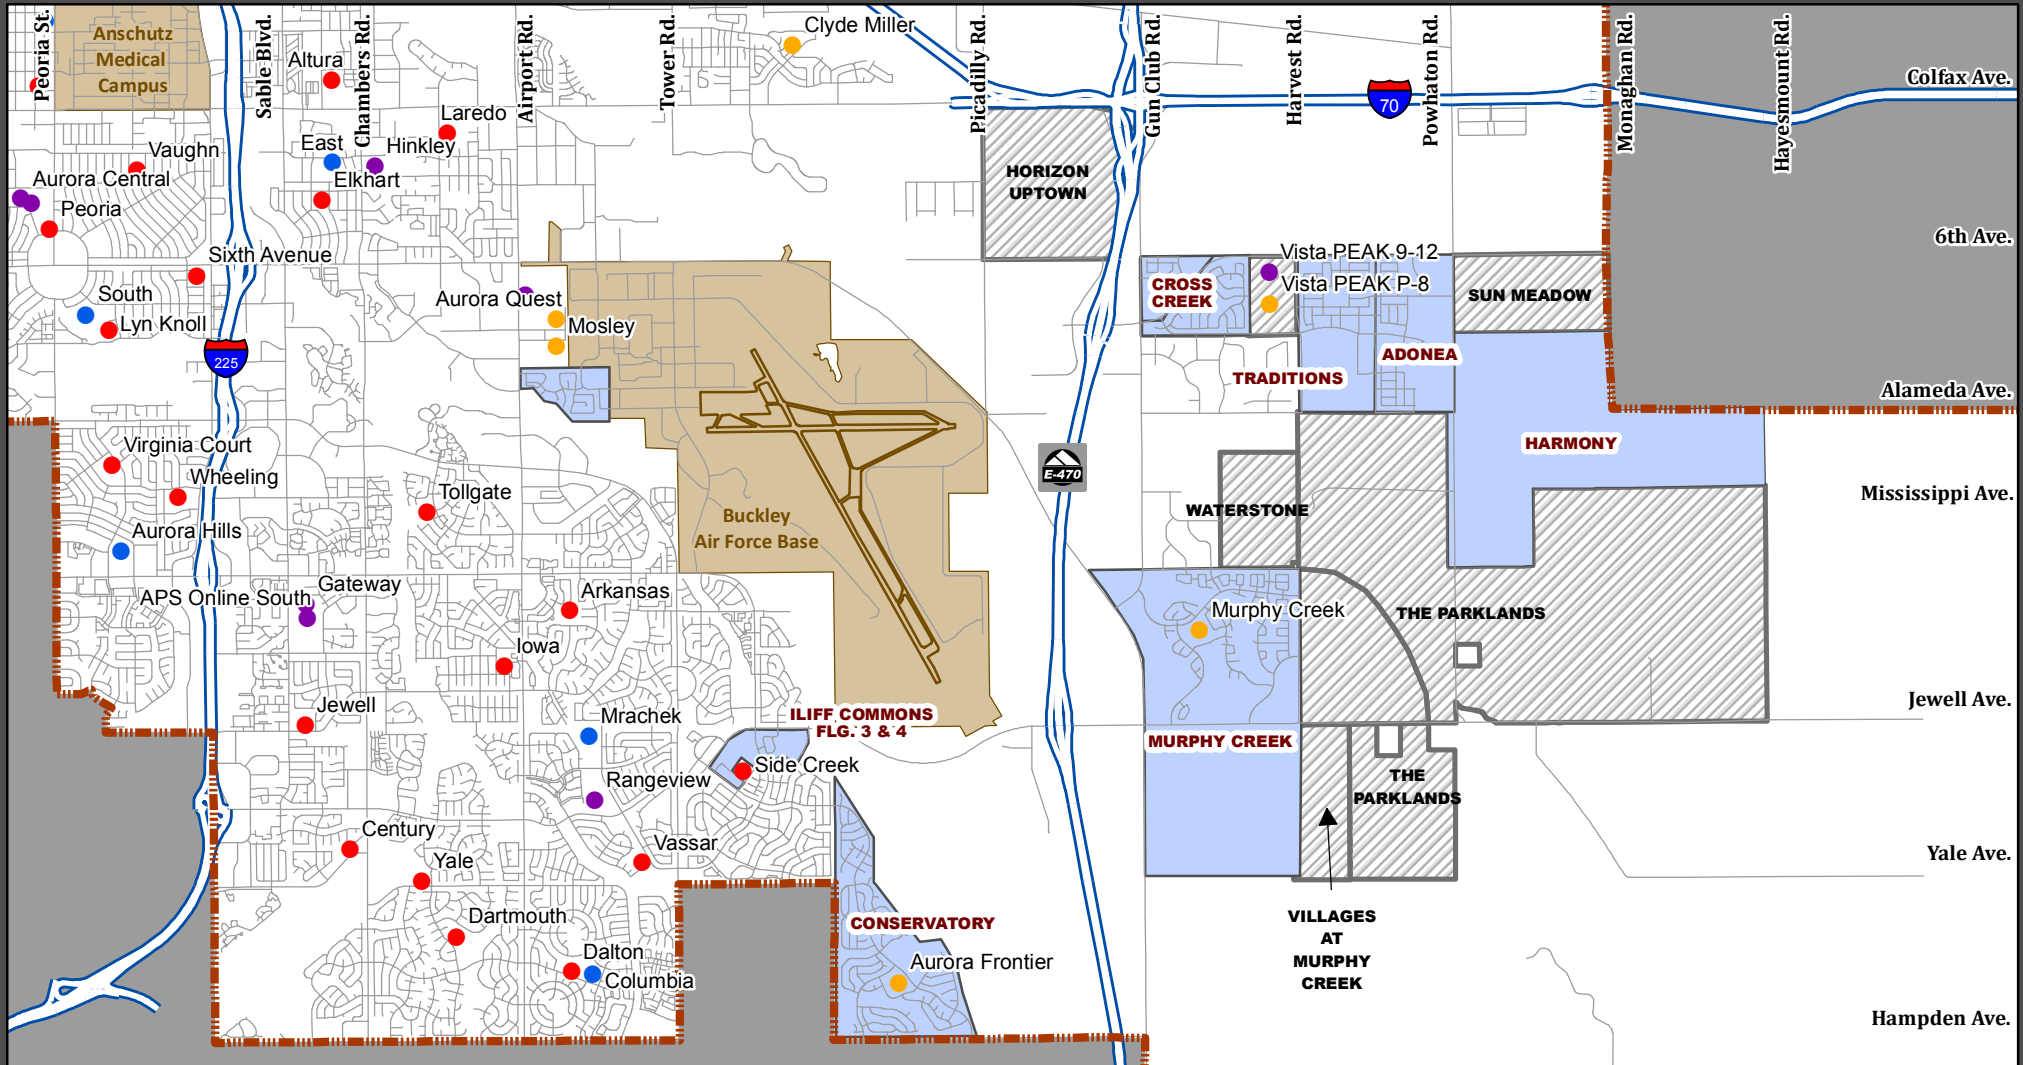 Peoria St.
Anschutz
Medical
Campus
Sable Blvd.
Altura
Chambers Rd.
Airport Rd.
Tower Rd.
Clyde Miller
Picadilly Rd.
Gun Club Rd.
Harvest Rd.
70
Powhaton Rd.
Monaghan Rd.
Hayesmount Rd.
Colfax Ave.
Laredo
Vaughn
East
Hinkley
Elkhart
Aurora Central
Peoria
HORIZON
UPTOWN
6th Ave.
Sixth Avenue
Vista PEAK 9-12
Vista PEAK P-8
CROSS
CREEK
SUN MEADOW
South
Lyn Knoll
Aurora Quest
Mosley
225
ADONEA
TRADITIONS
Alameda Ave.
Virginia Court
Wheeling
HARMONY
E-470
Tollgate
Mississippi Ave.
WATERSTONE
Buckley
Air Force Base
Aurora Hills
Gateway
APS Online South
Arkansas
Murphy Creek
THE PARKLANDS
Iowa
Jewell
Mrachek
ILIFF COMMONS
FLG. 3 & 4
Jewell Ave.
MURPHY CREEK
Side Creek
Rangeview
THE
PARKLANDS
Century
Vassar
Yale
Yale Ave.
Dartmouth
CONSERVATORY
VILLAGES
AT
MURPHY
CREEK
Dalton
Columbia
Aurora Frontier
Hampden Ave.